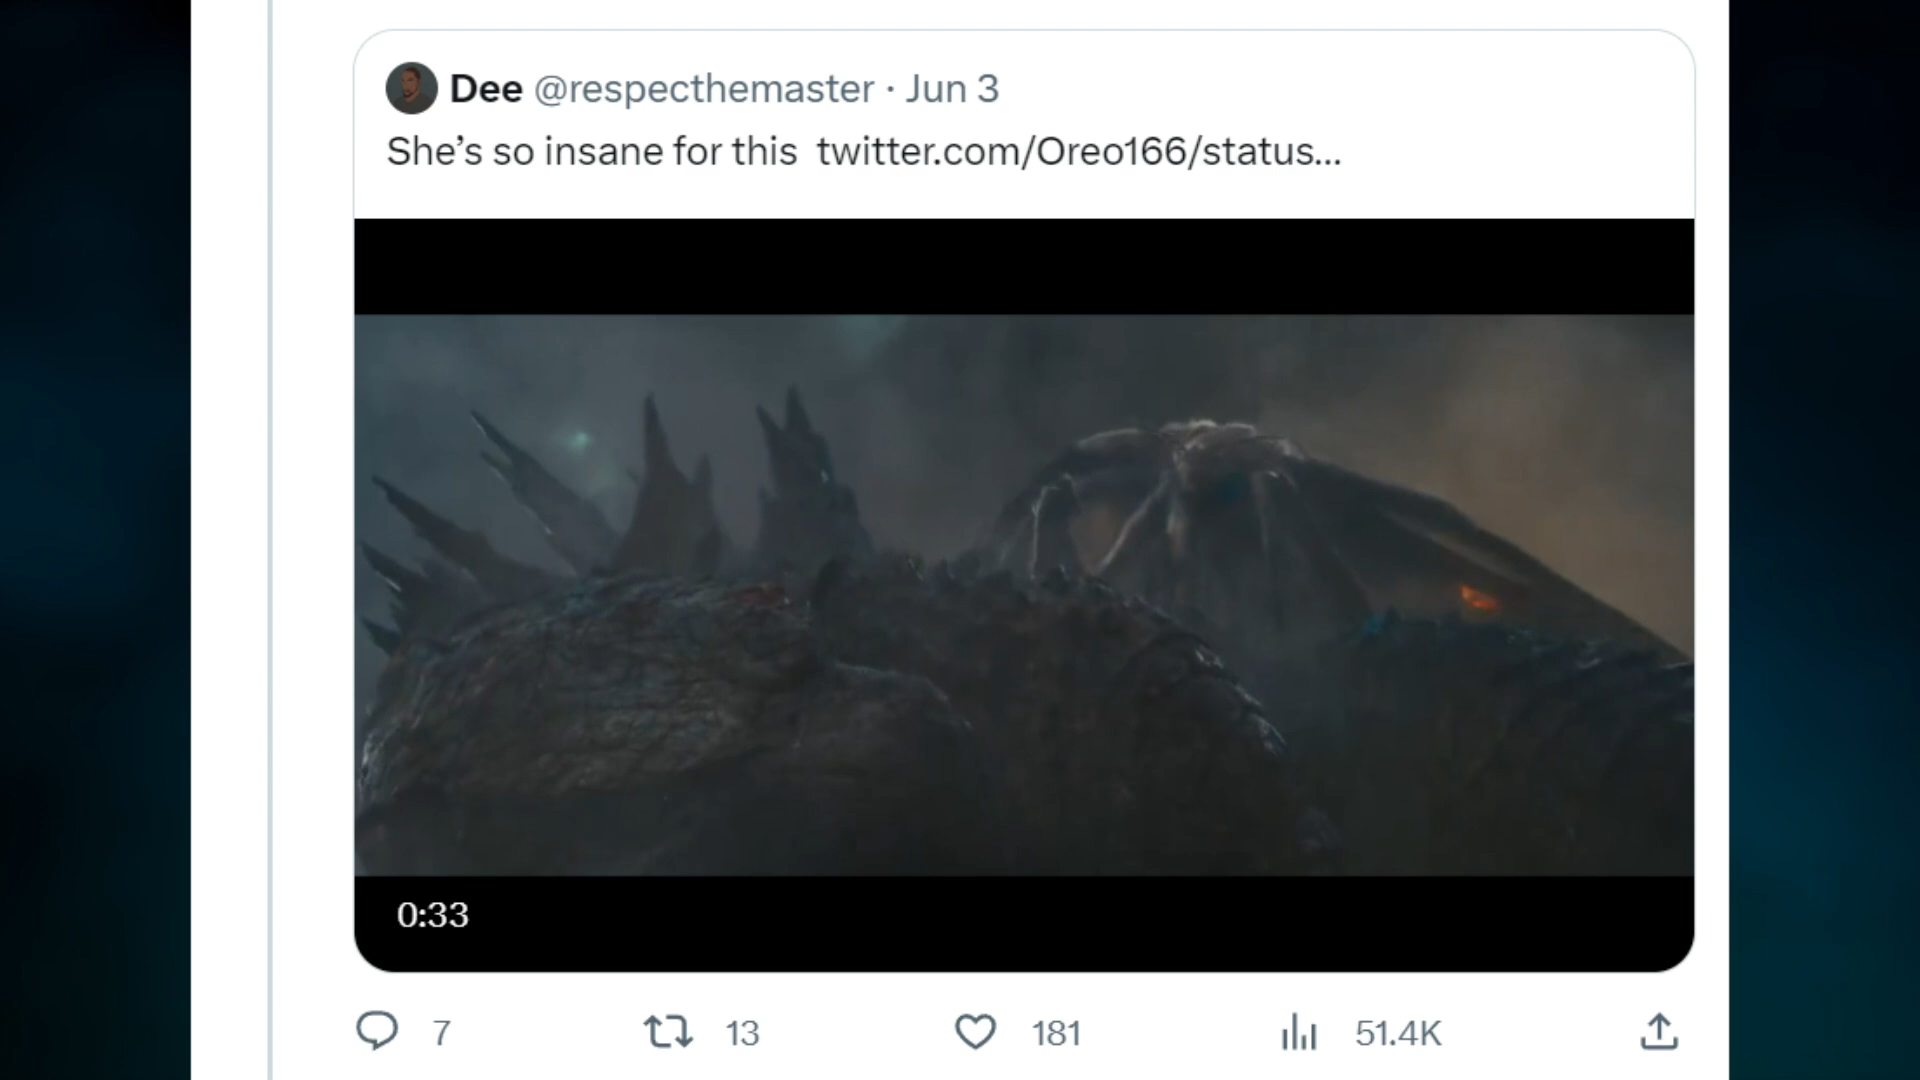 Dee @respecthemaster · Jun 3
She’s so insane for this twitter.com/Oreo166/status...
0:33
7 13 181 51.4K